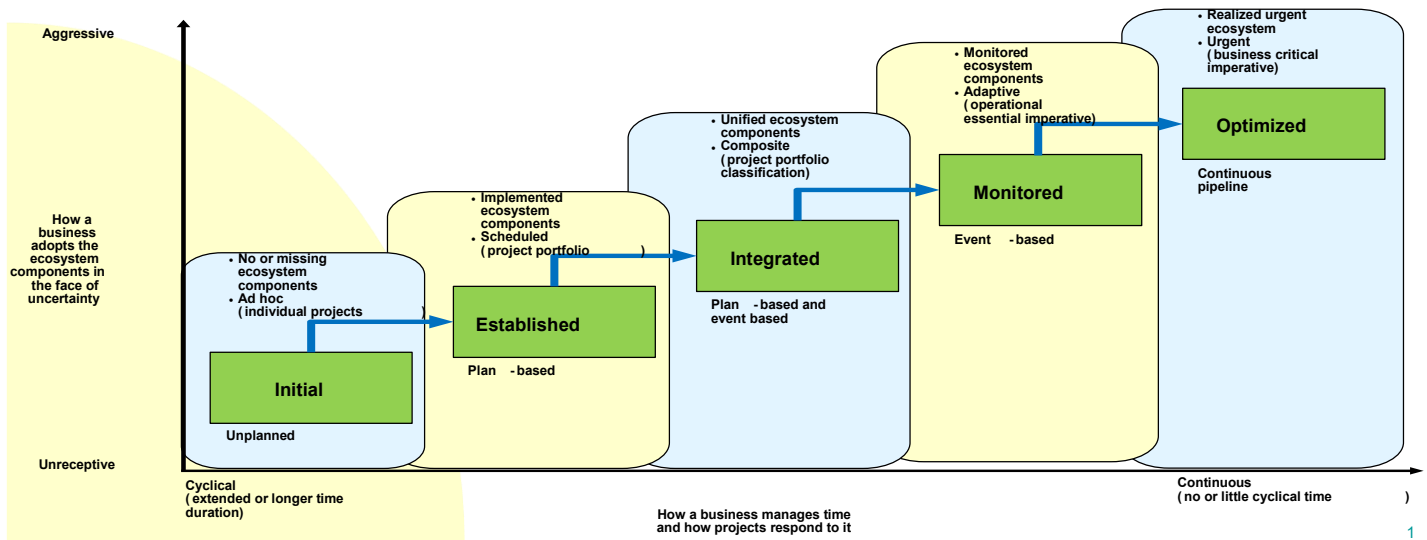 Aggressive
How a
business
adopts the
ecosystem
components in
the face of
uncertainty
Unreceptive
• No or missing
ecosystem
components
• Ad hoc
(individual projects )
Initial
Unplanned
• Implemented
ecosystem
components
• Scheduled
(project portfolio )
Established
Plan -based
• Unified ecosystem
components
• Composite
(project portfolio
classification)
Integrated
Plan -based and
event based
• Monitored
ecosystem
components
• Adaptive
(operational
essential imperative)
Monitored
Event -based
• Realized urgent
ecosystem
• Urgent
(business critical
imperative)
Optimized
Continuous
pipeline
Cyclical
(extended or longer time
duration)
How a business manages time
and how projects respond to it
Continuous
(no or little cyclical time )
1